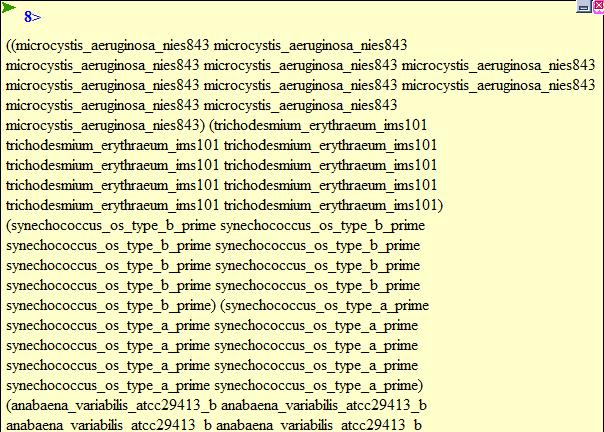 8>
((microcystis_aeruginosa_nies843 microcystis_aeruginosa_nies843
microcystis_aeruginosa_nies843 microcystis_aeruginosa_nies843 microcystis_aeruginosa_nies843
microcystis_aeruginosa_nies843 microcystis_aeruginosa_nies843 microcystis_aeruginosa_nies843
microcystis_aeruginosa_nies843 microcystis_aeruginosa_nies843
microcystis_aeruginosa_nies843) (trichodesmium_erythraeum_ims101
trichodesmium_erythraeum_ims101 trichodesmium_erythraeum_ims101
trichodesmium_erythraeum_ims101 trichodesmium_erythraeum_ims101
trichodesmium_erythraeum_ims101 trichodesmium_erythraeum_ims101
trichodesmium_erythraeum_ims101 trichodesmium_erythraeum_ims101)
(synechococcus_os_type_b_prime synechococcus_os_type_b_prime
synechococcus_os_type_b_prime synechococcus_os_type_b_prime
synechococcus_os_type_b_prime synechococcus_os_type_b_prime
synechococcus_os_type_b_prime synechococcus_os_type_b_prime
synechococcus_os_type_b_prime) (synechococcus_os_type_a_prime
synechococcus_os_type_a_prime synechococcus_os_type_a_prime
synechococcus_os_type_a_prime synechococcus_os_type_a_prime
synechococcus_os_type_a_prime synechococcus_os_type_a_prime
synechococcus_os_type_a_prime synechococcus_os_type_a_prime)
(anabaena_variabilis_atcc29413_b anabaena_variabilis_atcc29413_b
anabaena_variabilis_atcc29413_b anabaena_variabilis_atcc29413_b